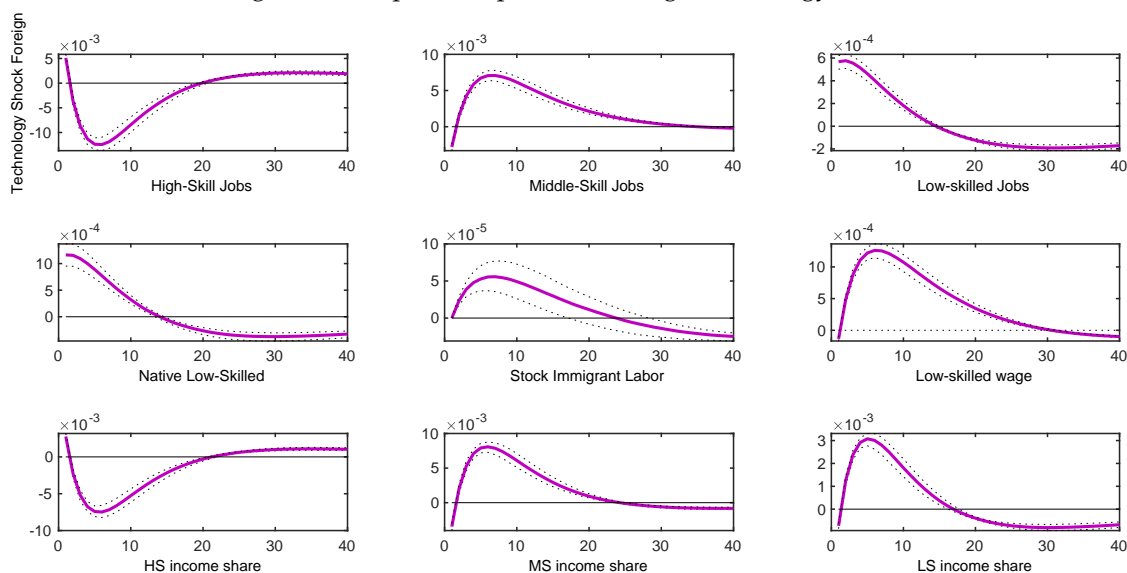 Technology Shock Foreign
×10⁻³
5
0
-5
-10
0 10 20 30 40
High-Skill Jobs
10 ×10⁻³
5
0
0 10 20 30 40
Middle-Skill Jobs
6 ×10⁻⁴
4
2
0
-2
0 10 20 30 40
Low-skilled Jobs
×10⁻⁴
10
5
0
0 10 20 30 40
Native Low-Skilled
10 ×10⁻⁵
5
0
0 10 20 30 40
Stock Immigrant Labor
×10⁻⁴
10
5
0
0 10 20 30 40
Low-skilled wage
×10⁻³
0
-5
-10
0 10 20 30 40
HS income share
10 ×10⁻³
5
0
0 10 20 30 40
MS income share
×10⁻³
3
2
1
0
0 10 20 30 40
LS income share